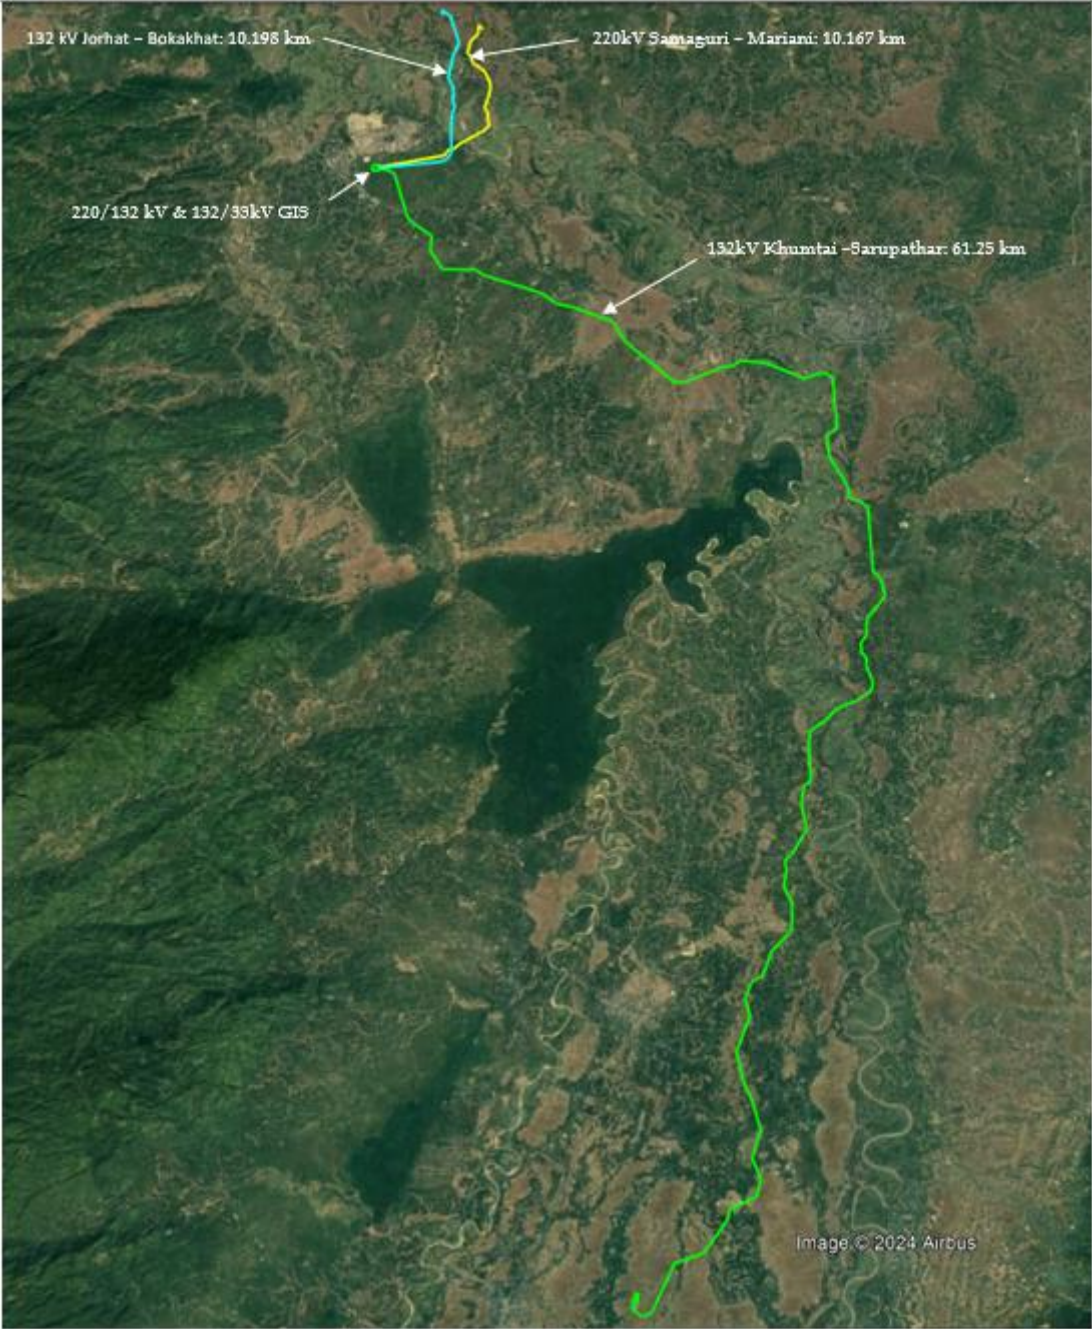 132 kV Jorhat – Bokakhat: 10.198 km
220kV Samaguri – Mariani: 10.167 km
220/132 kV & 132/33kV GIS
132kV Khumtai –Sarupathar: 61.25 km
Image © 2024 Airbus